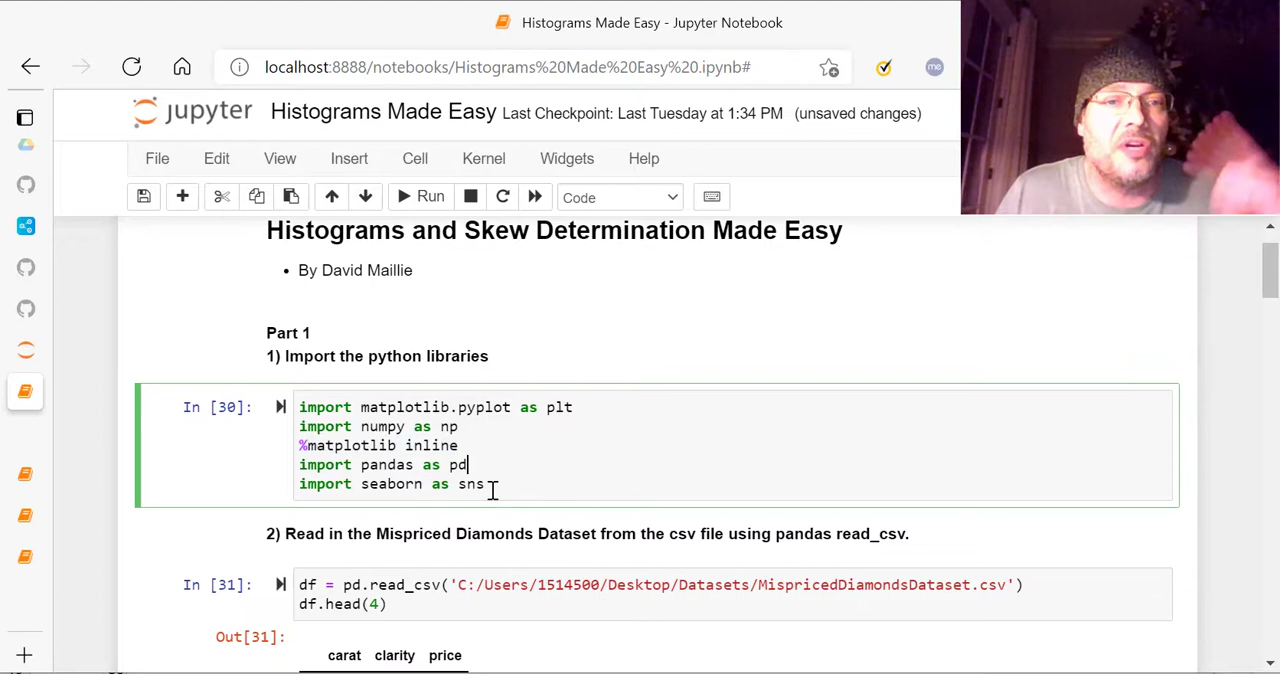 Histograms Made Easy - Jupyter Notebook
localhost:8888/notebooks/Histograms%20Made%20Easy%20.ipynb#
me
jupyter Histograms Made Easy Last Checkpoint: Last Tuesday at 1:34 PM (unsaved changes)
File Edit View Insert Cell Kernel Widgets Help
Run Code
Histograms and Skew Determination Made Easy
• By David Maillie
Part 1
1) Import the python libraries
In [30]: import matplotlib.pyplot as plt
import numpy as np
%matplotlib inline
import pandas as pd
import seaborn as sns
2) Read in the Mispriced Diamonds Dataset from the csv file using pandas read_csv.
In [31]: df = pd.read_csv('C:/Users/1514500/Desktop/Datasets/MispricedDiamondsDataset.csv')
df.head(4)
Out[31]:
carat clarity price